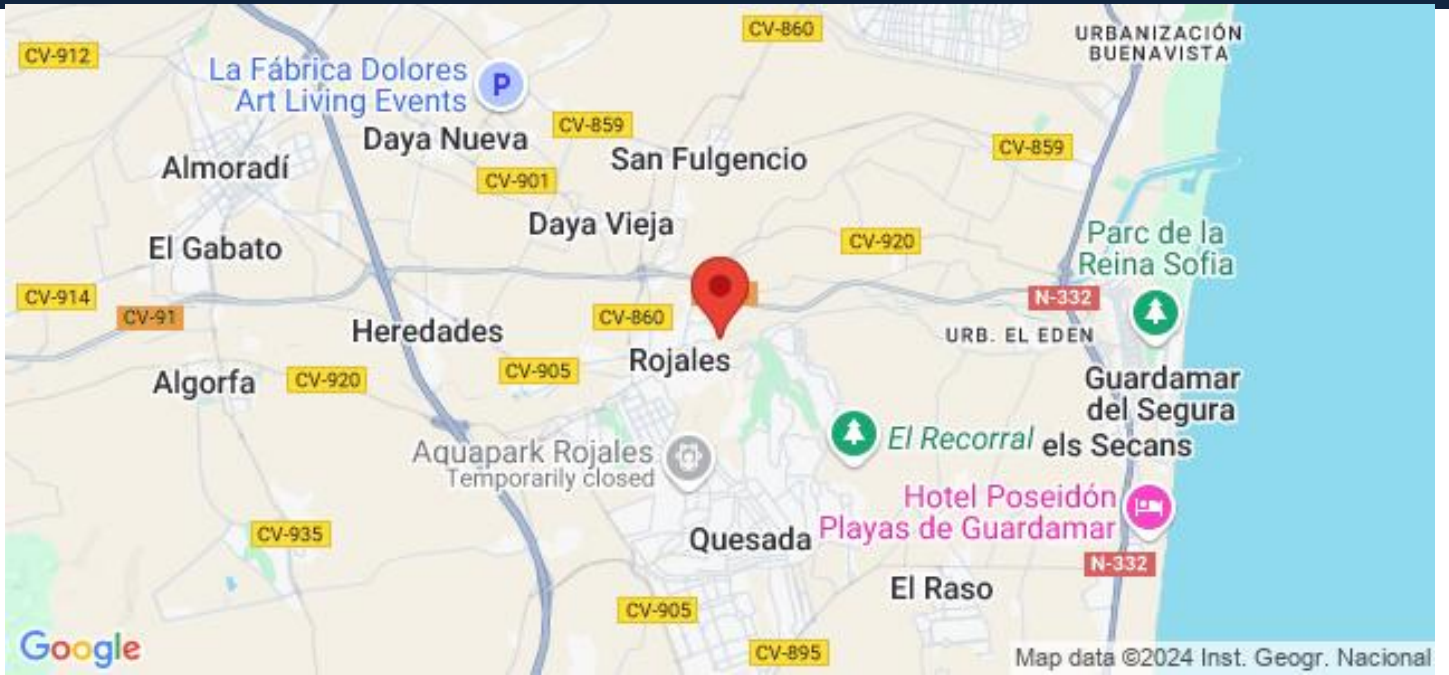 CV-860
URBANIZACIÓN
BUENAVISTA
CV-912
La Fábrica Dolores
Art Living Events
P
CV-859
Daya Nueva
CV-859
Almoradí
San Fulgencio
CV-901
Daya Vieja
El Gabato
CV-920
Parc de la
Reina Sofia
CV-914
CV-91
N-332
CV-860
Heredades
URB. EL EDEN
Rojales
CV-905
Algorfa
CV-920
Guardamar
del Segura
El Recorral
els Secans
Aquapark Rojales
Temporarily closed
Hotel Poseidón
Playas de Guardamar
CV-935
Quesada
N-332
El Raso
CV-905
Google
CV-895
Map data ©2024 Inst. Geogr. Nacional